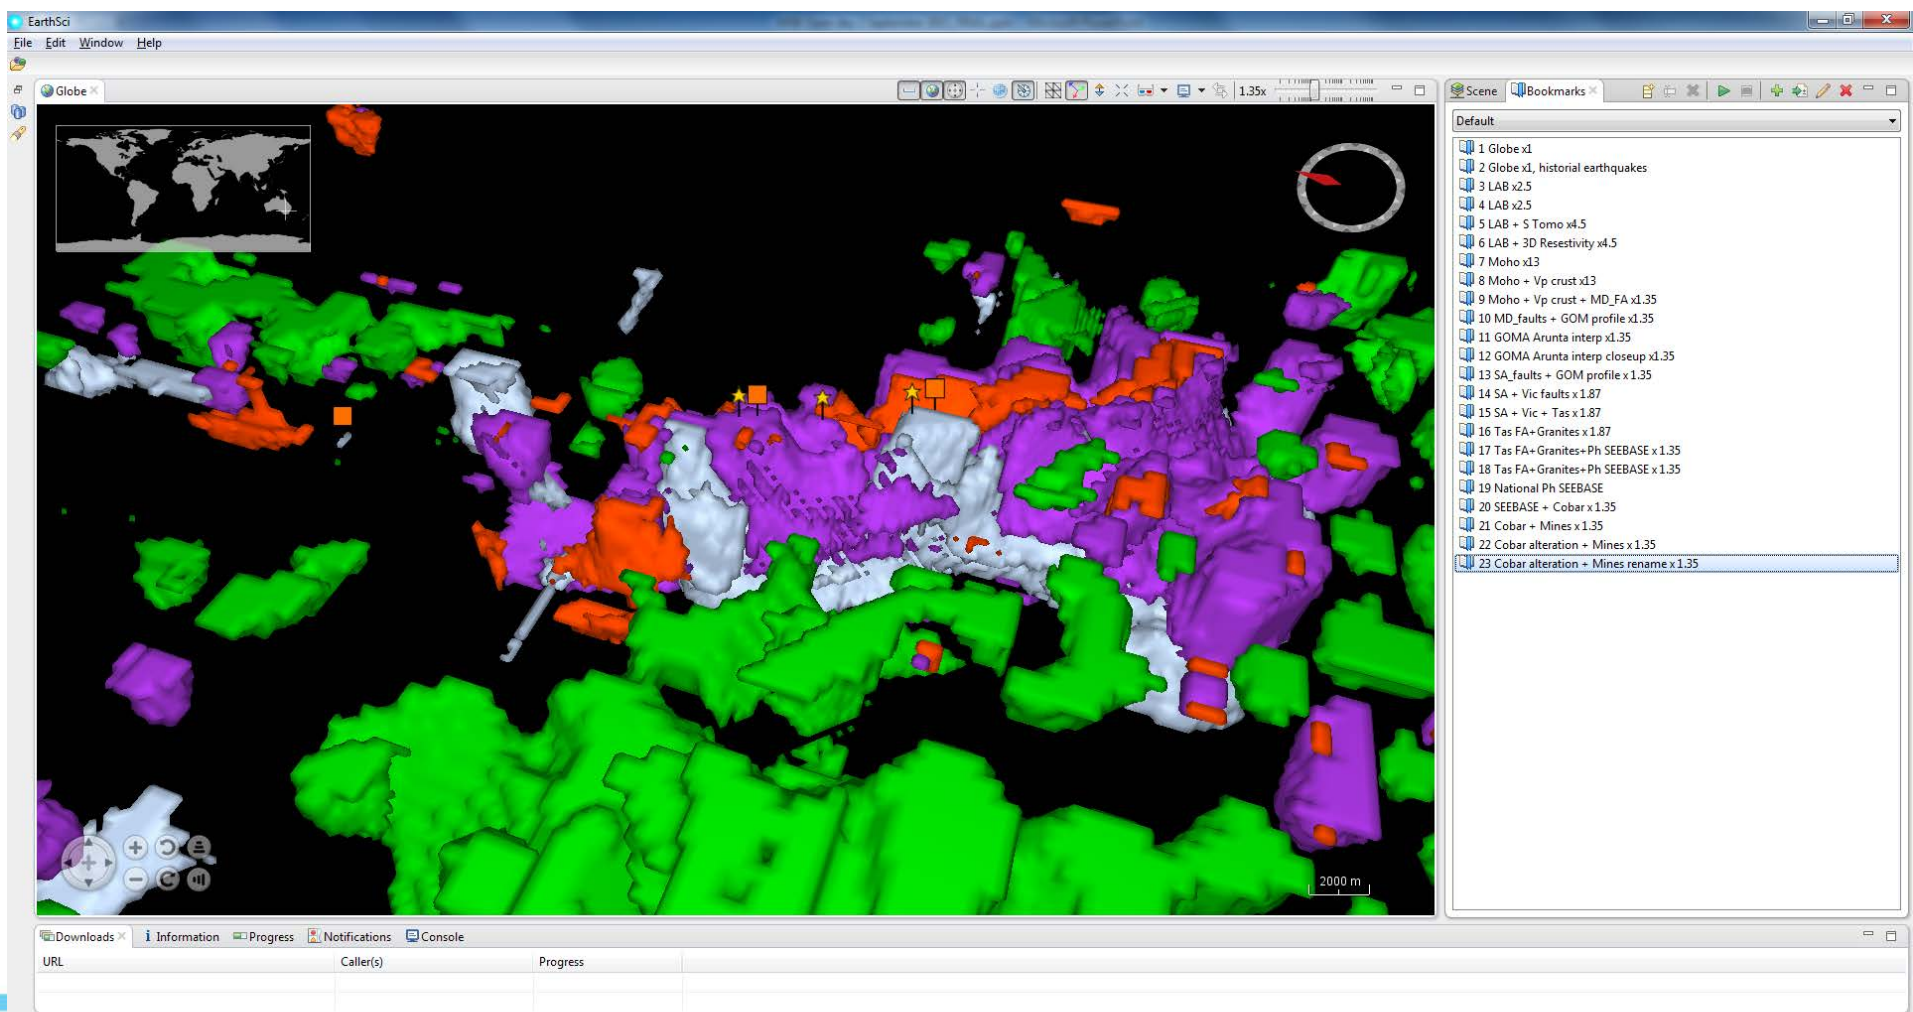 EarthSci
File Edit Window Help
Globe
1.35x
Scene Bookmarks
Default
1 Globe x1
2 Globe x1, historial earthquakes
3 LAB x2.5
4 LAB x2.5
5 LAB + S Tomo x4.5
6 LAB + 3D Resestivity x4.5
7 Moho x13
8 Moho + Vp crust x13
9 Moho + Vp crust + MD_FA x1.35
10 MD_faults + GOM profile x1.35
11 GOMA Arunta interp x1.35
12 GOMA Arunta interp closeup x1.35
13 SA_faults + GOM profile x 1.35
14 SA + Vic faults x 1.87
15 SA + Vic + Tas x 1.87
16 Tas FA+Granites x 1.87
17 Tas FA+Granites+Ph SEEBASE x 1.35
18 Tas FA+Granites+Ph SEEBASE x 1.35
19 National Ph SEEBASE
20 SEEBASE + Cobar x 1.35
21 Cobar + Mines x 1.35
22 Cobar alteration + Mines x 1.35
23 Cobar alteration + Mines rename x 1.35
2000 m
Downloads Information Progress Notifications Console
URL Caller(s) Progress